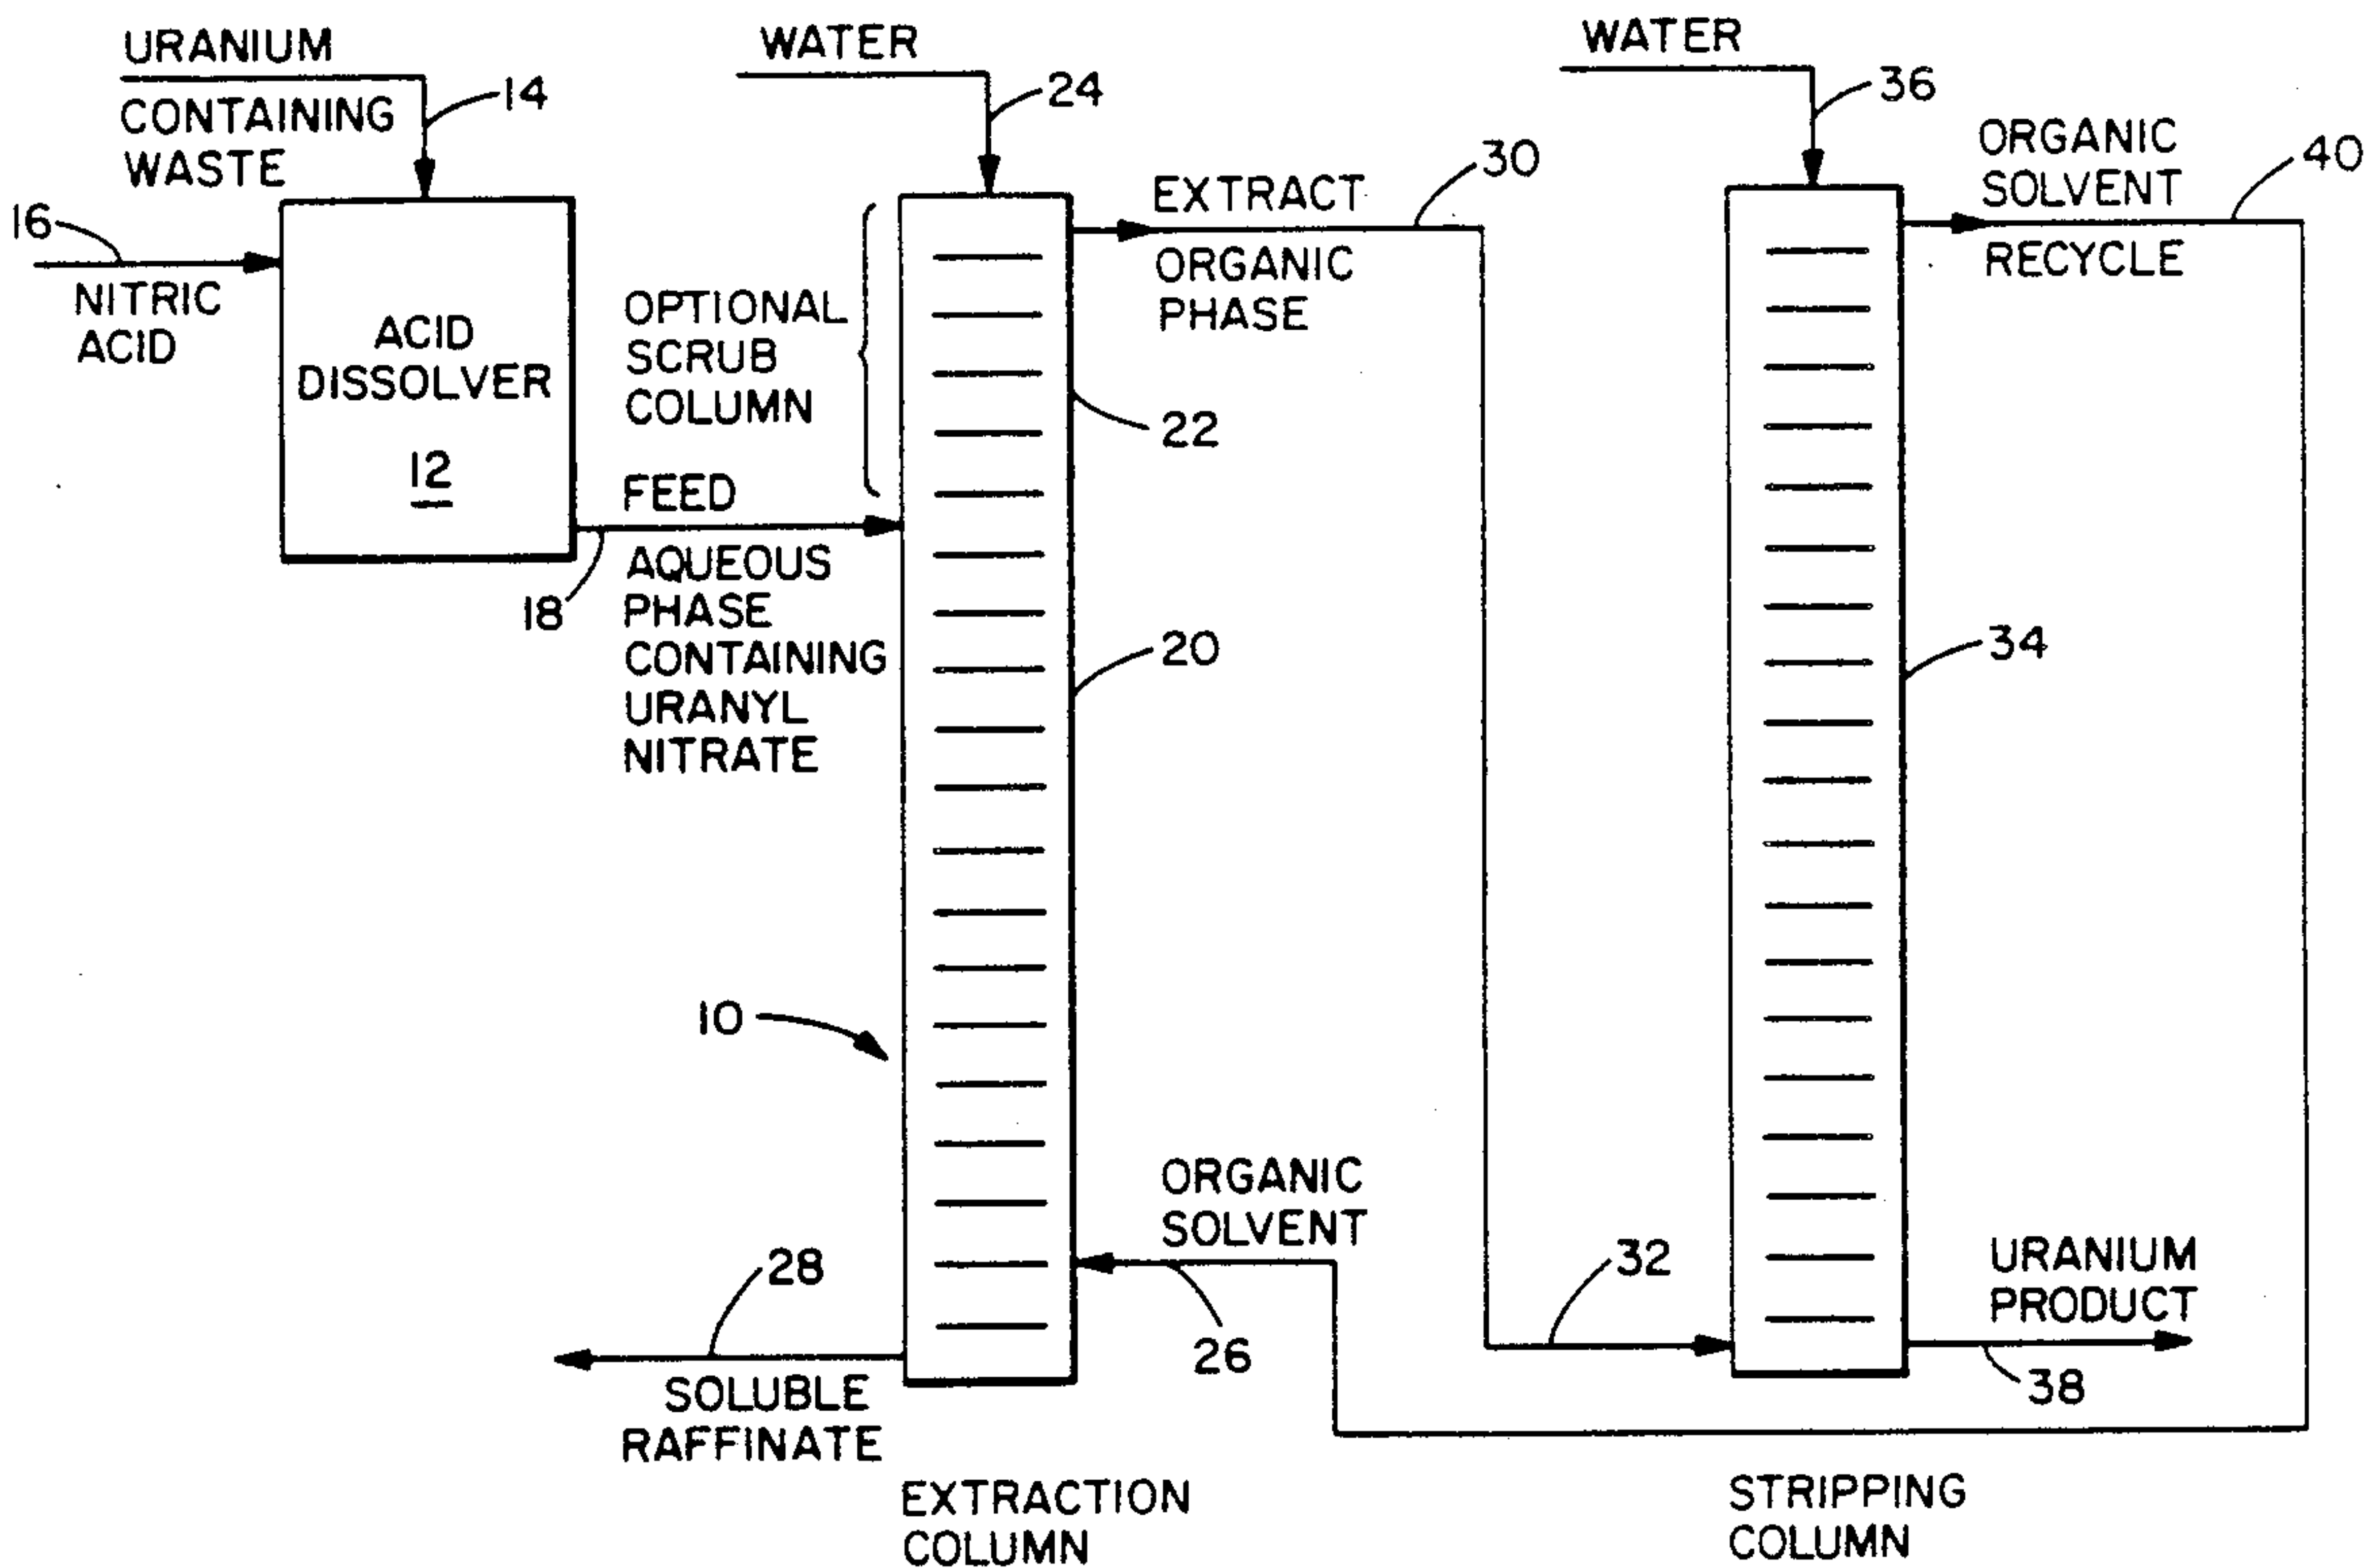 URANIUM
CONTAINING
WASTE
14
16
NITRIC
ACID
ACID
DISSOLVER
12
18
FEED
AQUEOUS
PHASE
CONTAINING
URANYL
NITRATE
OPTIONAL
SCRUB
COLUMN
WATER
24
EXTRACT
ORGANIC
PHASE
30
22
20
10
ORGANIC
SOLVENT
26
28
SOLUBLE
RAFFINATE
EXTRACTION
COLUMN
WATER
36
ORGANIC
SOLVENT
RECYCLE
40
34
32
URANIUM
PRODUCT
38
STRIPPING
COLUMN